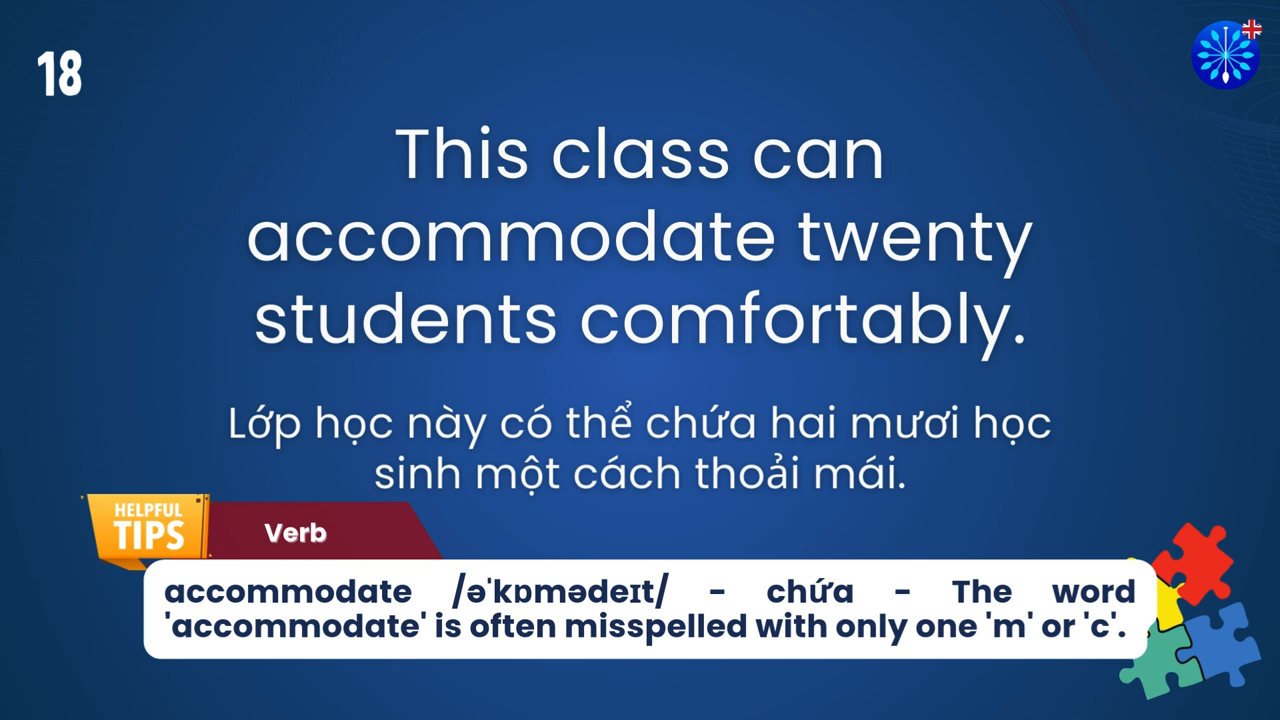 18
This class can
accommodate twenty
students comfortably.
Lớp học này có thể chứa hai mươi học
sinh một cách thoải mái.
HELPFUL
TIPS
Verb
accommodate /əˈkɒmədeɪt/ - chứa - The word
'accommodate' is often misspelled with only one 'm' or 'c'.